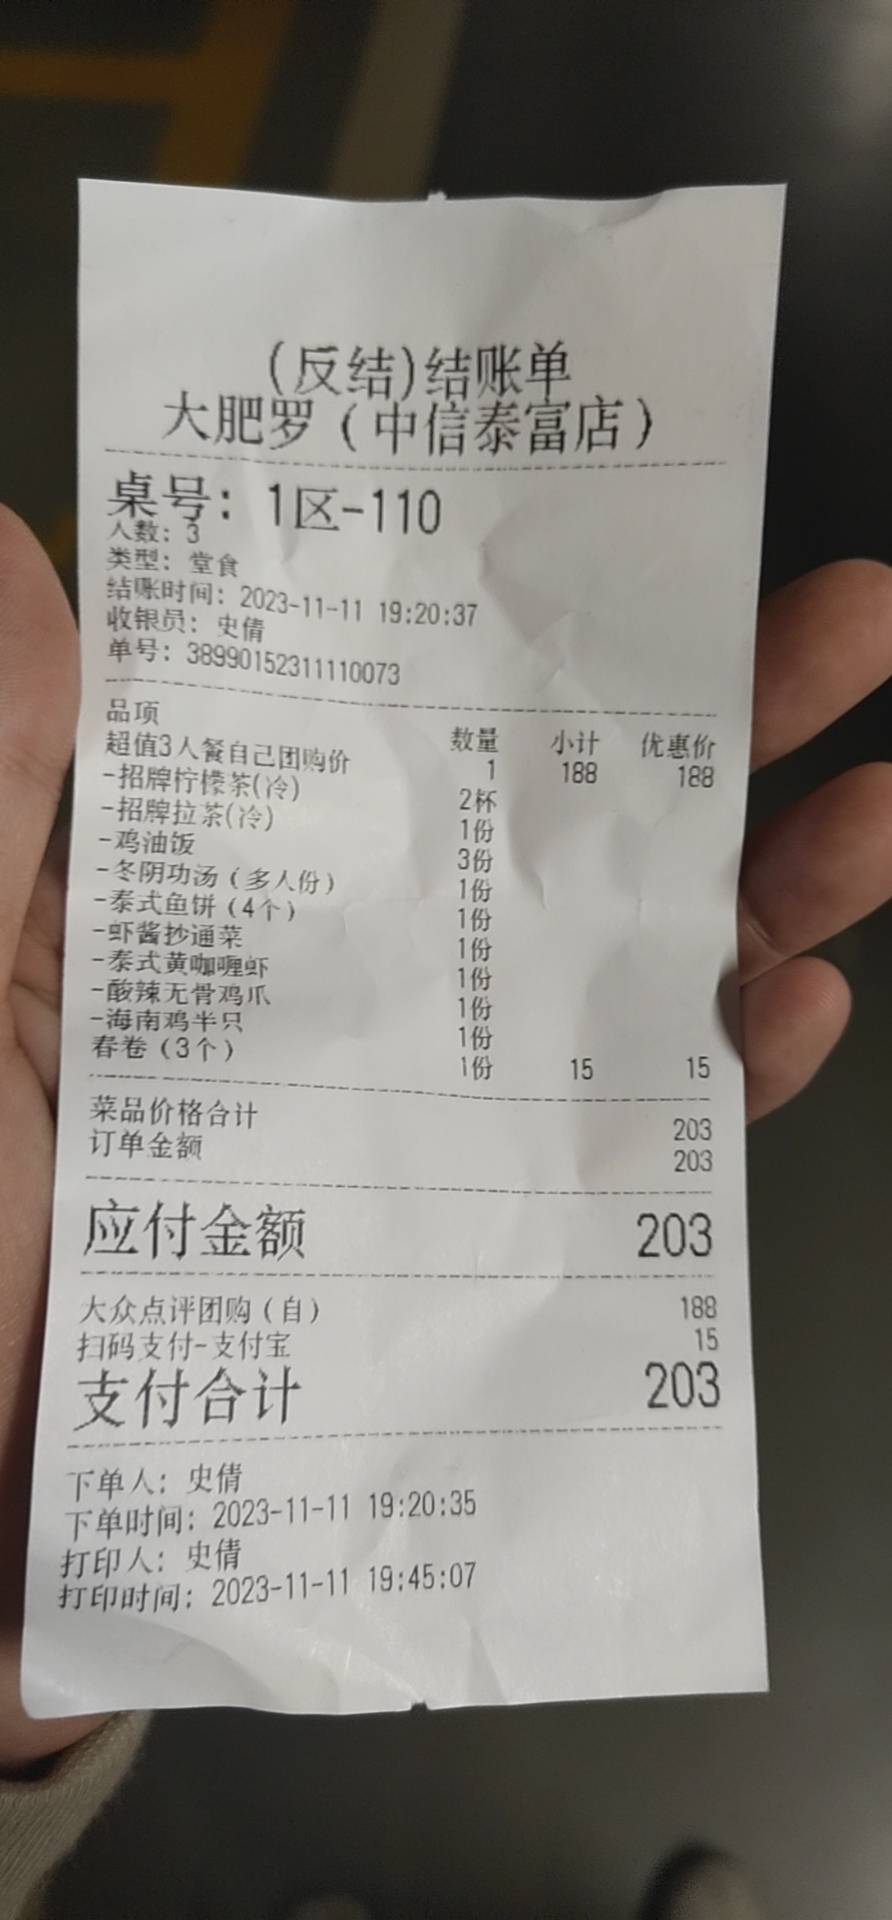 (反结)结账单
大肥罗（中信泰富店）
桌号：1区-110
人数：3
类型：堂食
结账时间：2023-11-11 19:20:37
收银员：史倩
单号：38990152311110073
品项 数量 小计 优惠价
超值3人餐自己团购价 1 188 188
-招牌柠檬茶(冷) 2杯
-招牌拉茶(冷) 1份
-鸡油饭 3份
-冬阴功汤（多人份） 1份
-泰式鱼饼（4个） 1份
-虾酱抄通菜 1份
-泰式黄咖喱虾 1份
-酸辣无骨鸡爪 1份
-海南鸡半只 1份
春卷（3个） 1份 15 15
菜品价格合计 203
订单金额 203
应付金额 203
大众点评团购（自） 188
扫码支付-支付宝 15
支付合计 203
下单人：史倩
下单时间：2023-11-11 19:20:35
打印人：史倩
打印时间：2023-11-11 19:45:07